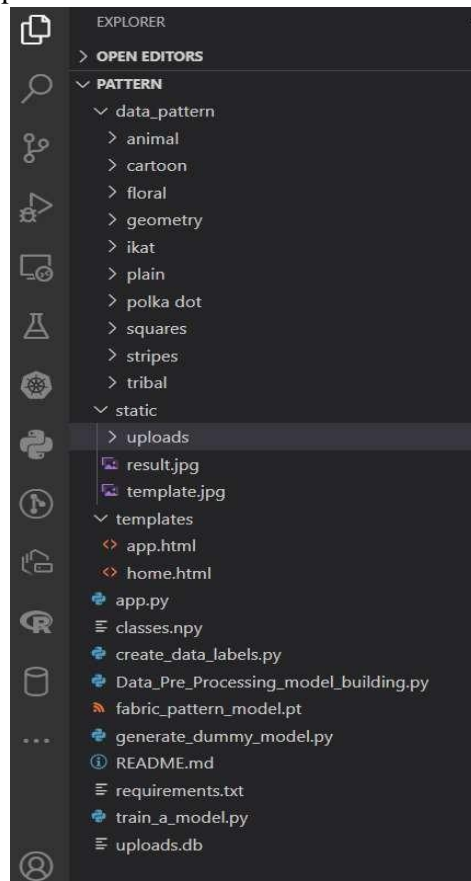 EXPLORER
OPEN EDITORS
PATTERN
data_pattern
animal
cartoon
floral
geometry
ikat
plain
polka dot
squares
stripes
tribal
static
uploads
result.jpg
template.jpg
templates
app.html
home.html
app.py
classes.npy
create_data_labels.py
Data_Pre_Processing_model_building.py
fabric_pattern_model.pt
generate_dummy_model.py
README.md
requirements.txt
train_a_model.py
uploads.db